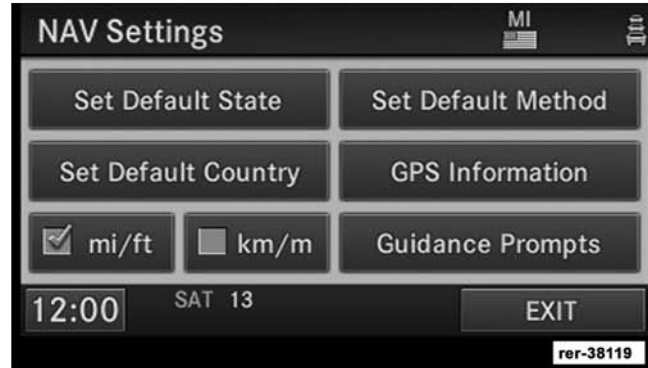 NAV Settings MI
Set Default State Set Default Method
Set Default Country GPS Information
mi/ft km/m Guidance Prompts
12:00 SAT 13 EXIT
rer-38119